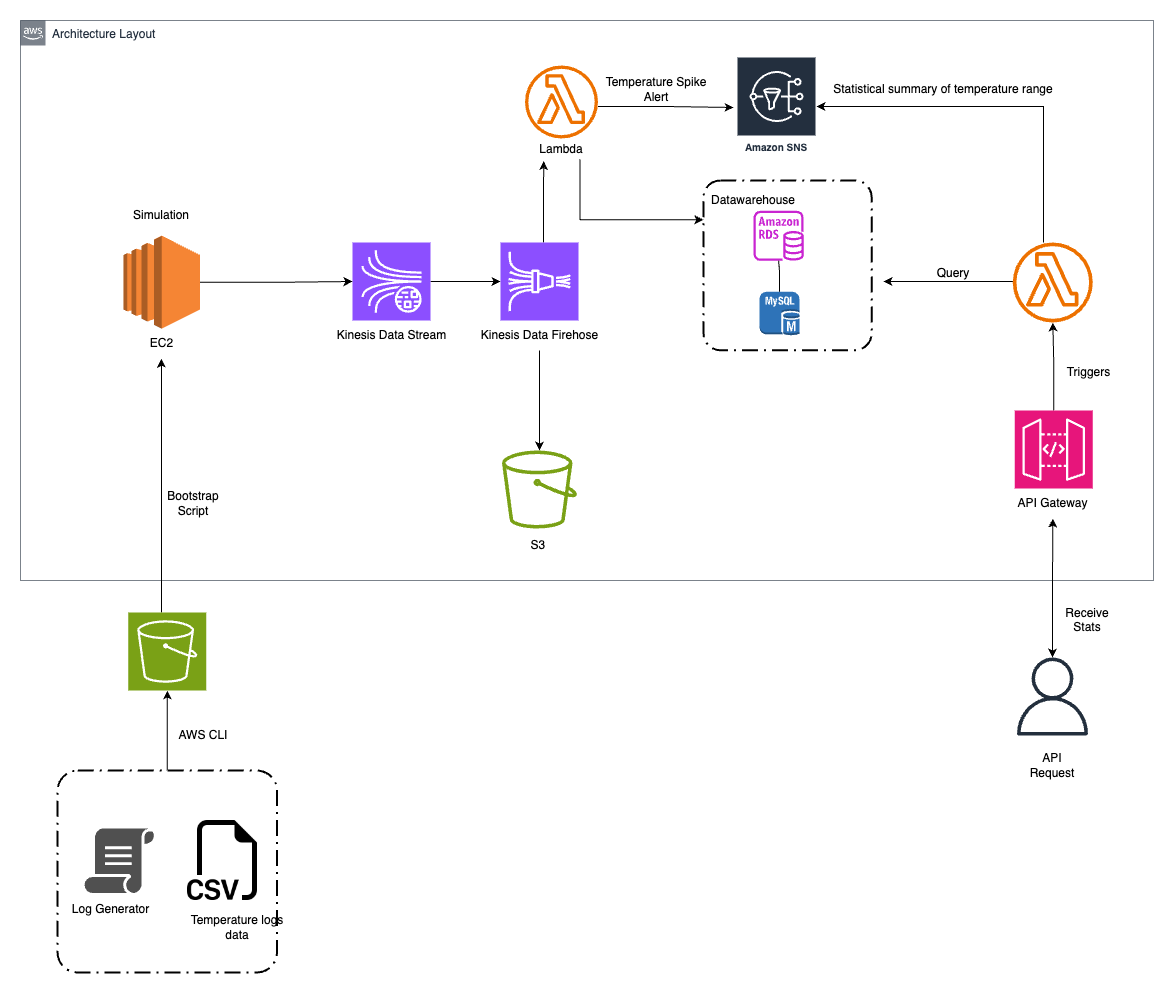 aws
Architecture Layout
Temperature Spike
Alert
Statistical summary of temperature range
Lambda
Amazon SNS
Datawarehouse
Amazon
RDS
Simulation
Query
MySQL
M
Kinesis Data Stream
Kinesis Data Firehose
EC2
Triggers
</>
API Gateway
Bootstrap
Script
S3
Receive
Stats
AWS CLI
API
Request
CSV
Log Generator
Temperature logs
data